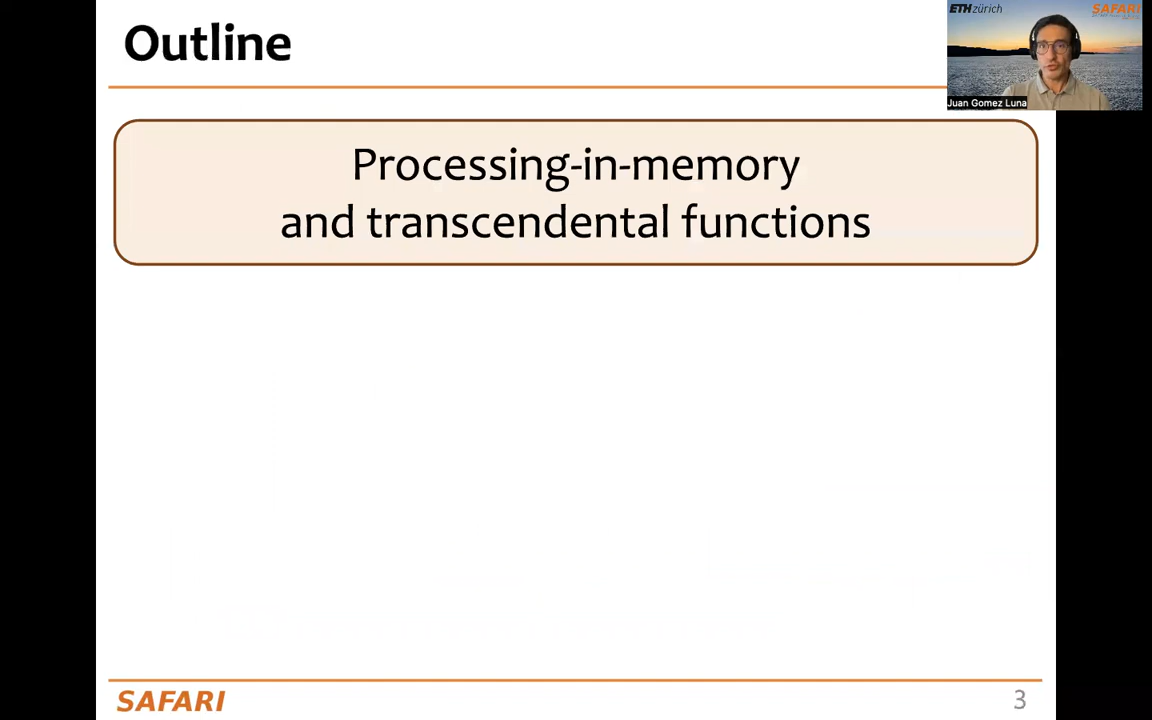 Outline
ETH zürich
SAFARI
Juan Gomez Luna
Processing-in-memory
and transcendental functions
SAFARI
3